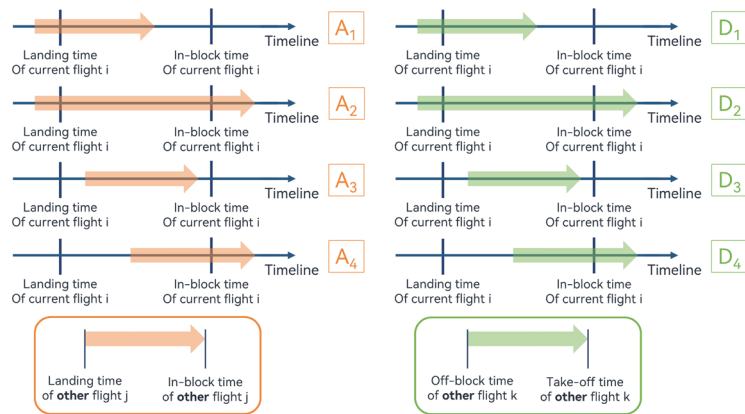 Landing time
Of current flight i
In-block time
Of current flight i
Timeline
A1
Landing time
Of current flight i
In-block time
Of current flight i
Timeline
D1
Landing time
Of current flight i
In-block time
Of current flight i
Timeline
A2
Landing time
Of current flight i
In-block time
Of current flight i
Timeline
D2
Landing time
Of current flight i
In-block time
Of current flight i
Timeline
A3
Landing time
Of current flight i
In-block time
Of current flight i
Timeline
D3
Landing time
Of current flight i
In-block time
Of current flight i
Timeline
A4
Landing time
Of current flight i
In-block time
Of current flight i
Timeline
D4
Landing time
of other flight j
In-block time
of other flight j
Off-block time
of other flight k
Take-off time
of other flight k